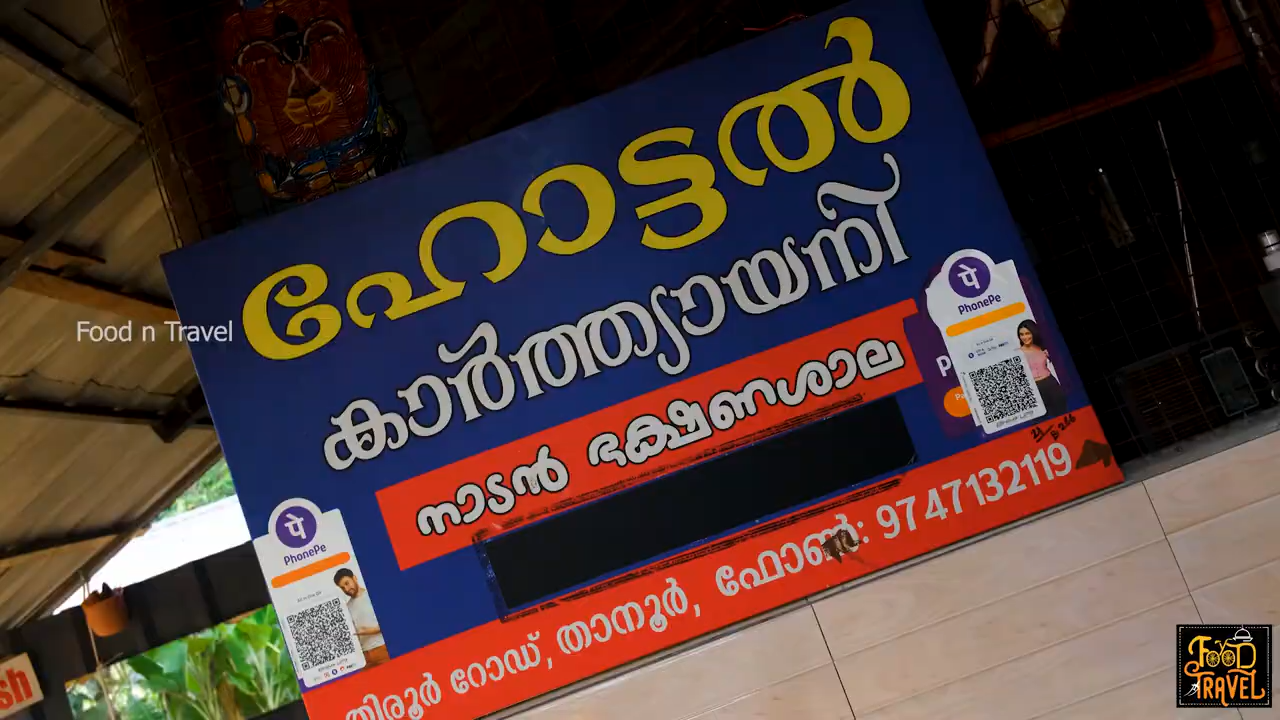 ഹോട്ടൽ
കാർത്ത്യായനി
നാടൻ ഭക്ഷണശാല
തിരൂർ റോഡ്, താനൂർ, ഫോൺ: 9747132119
PhonePe
PhonePe
Food n Travel
FOOD
N TRAVEL